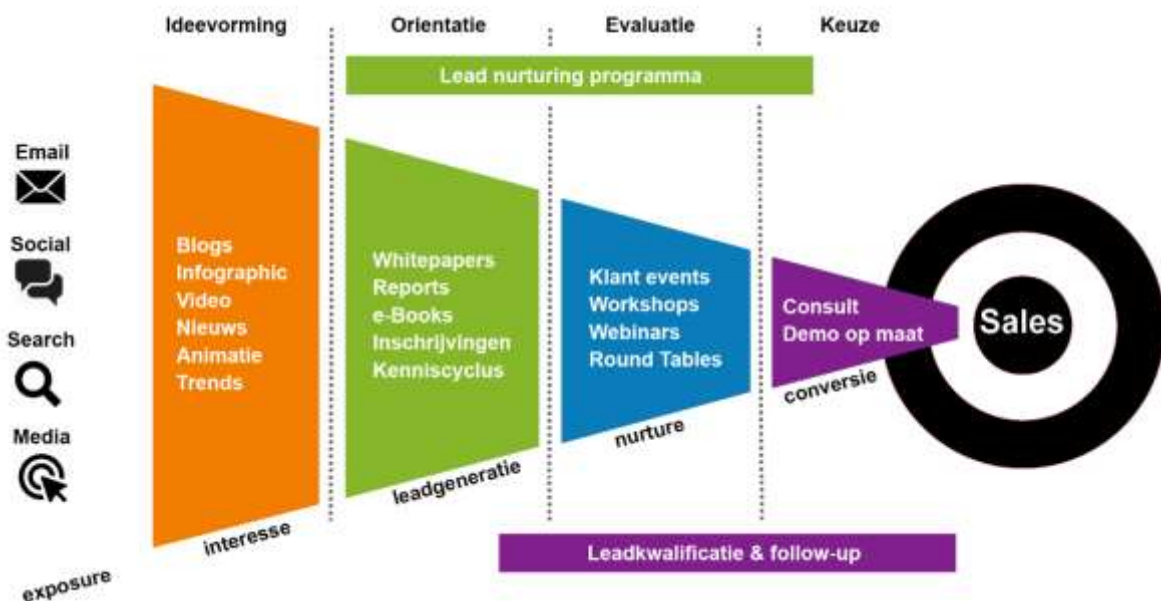 Ideevorming
Orientatie
Evaluatie
Keuze
Lead nurturing programma
Email
Social
Search
Media
Blogs
Infographic
Video
Nieuws
Animatie
Trends
Whitepapers
Reports
e-Books
Inschrijvingen
Kenniscyclus
Klant events
Workshops
Webinars
Round Tables
Consult
Demo op maat
Sales
exposure
interesse
leadgeneratie
nurture
conversie
Leadkwalificatie & follow-up